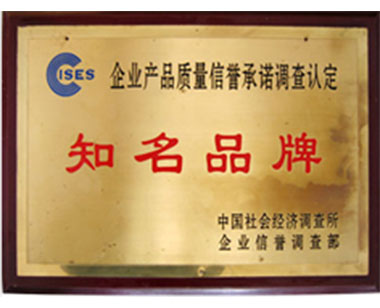 CISES
企业产品质量信誉承诺调查认定
知名品牌
中国社会经济调查所
企业信誉调查部